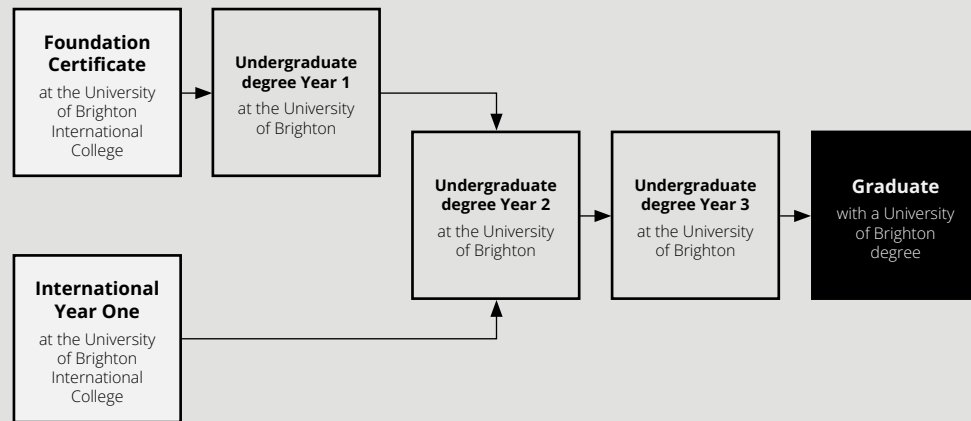 Foundation
Certificate
at the University
of Brighton
International
College
Undergraduate
degree Year 1
at the University
of Brighton
Undergraduate
degree Year 2
at the University
of Brighton
Undergraduate
degree Year 3
at the University
of Brighton
Graduate
with a University
of Brighton
degree
International
Year One
at the University
of Brighton
International
College